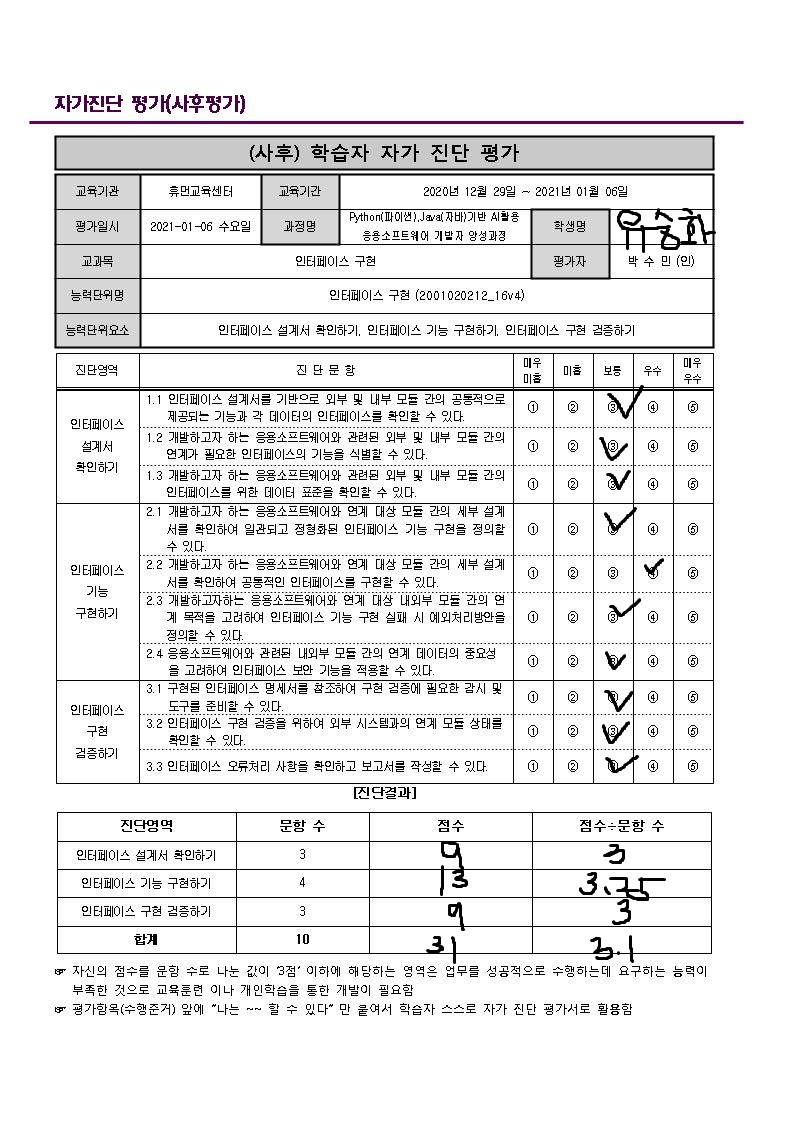 자가진단 평가(사후평가)
(사후) 학습자 자가 진단 평가
교육기관 휴먼교육센터 교육기간 2020년 12월 29일 ~ 2021년 01월 06일
평가일시 2021-01-06 수요일 과정명 Python(파이썬),Java(자바)기반 AI활용 응용소프트웨어 개발자 양성과정 학생명 유승화
교과목 인터페이스 구현 평가자 박 수 민 (인)
능력단위명 인터페이스 구현 (2001020212_16v4)
능력단위요소 인터페이스 설계서 확인하기, 인터페이스 기능 구현하기, 인터페이스 구현 검증하기
진단영역 진 단 문 항 매우 미흡 미흡 보통 우수 매우 우수
인터페이스 설계서 확인하기
1.1 인터페이스 설계서를 기반으로 외부 및 내부 모듈 간의 공통적으로
제공되는 기능과 각 데이터의 인터페이스를 확인할 수 있다. ① ② ③ ④ ⑤
1.2 개발하고자 하는 응용소프트웨어와 관련된 외부 및 내부 모듈 간의
연계가 필요한 인터페이스의 기능을 식별할 수 있다. ① ② ③ ④ ⑤
1.3 개발하고자 하는 응용소프트웨어와 관련된 외부 및 내부 모듈 간의
인터페이스를 위한 데이터 표준을 확인할 수 있다. ① ② ③ ④ ⑤
인터페이스 기능 구현하기
2.1 개발하고자 하는 응용소프트웨어와 연계 대상 모듈 간의 세부 설계
서를 확인하여 일관되고 정형화된 인터페이스 기능 구현을 정의할
수 있다. ① ② ③ ④ ⑤
2.2 개발하고자 하는 응용소프트웨어와 연계 대상 모듈 간의 세부 설계
서를 확인하여 공통적인 인터페이스를 구현할 수 있다. ① ② ③ ④ ⑤
2.3 개발하고자하는 응용소프트웨어와 연계 대상 내외부 모듈 간의 연
계 목적을 고려하여 인터페이스 기능 구현 실패 시 예외처리방안을
정의할 수 있다. ① ② ③ ④ ⑤
2.4 응용소프트웨어와 관련된 내외부 모듈 간의 연계 데이터의 중요성
을 고려하여 인터페이스 보안 기능을 적용할 수 있다. ① ② ③ ④ ⑤
인터페이스 구현 검증하기
3.1 구현된 인터페이스 명세서를 참조하여 구현 검증에 필요한 감시 및
도구를 준비할 수 있다. ① ② ③ ④ ⑤
3.2 인터페이스 구현 검증을 위하여 외부 시스템과의 연계 모듈 상태를
확인할 수 있다. ① ② ③ ④ ⑤
3.3 인터페이스 오류처리 사항을 확인하고 보고서를 작성할 수 있다. ① ② ③ ④ ⑤
[진단결과]
진단영역 문항 수 점수 점수÷문항 수
인터페이스 설계서 확인하기 3 9 3
인터페이스 기능 구현하기 4 13 3.75
인터페이스 구현 검증하기 3 9 3
합계 10 31 3.1
☞ 자신의 점수를 문항 수로 나눈 값이 '3점' 이하에 해당하는 영역은 업무를 성공적으로 수행하는데 요구하는 능력이
부족한 것으로 교육훈련 이나 개인학습을 통한 개발이 필요함
☞ 평가항목(수행준거) 앞에 "나는 ~~ 할 수 있다" 만 붙여서 학습자 스스로 자가 진단 평가서로 활용함